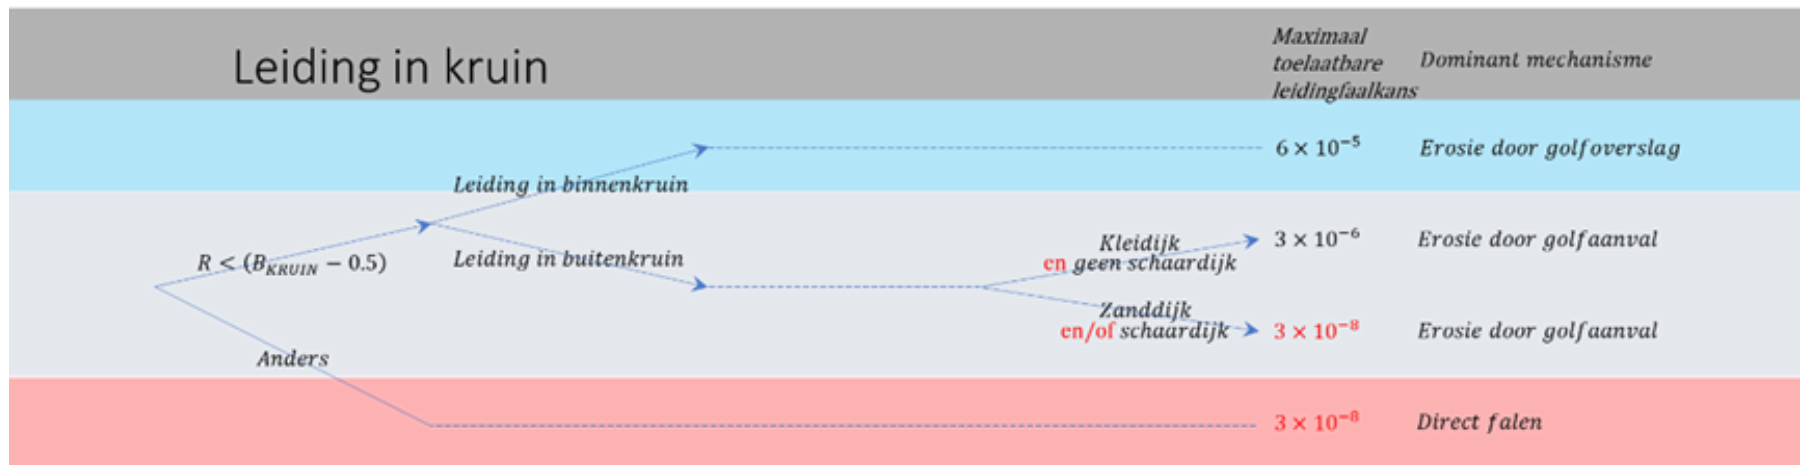 Leiding in kruin
Maximaal
toelaatbare
leidingfaalkans
Dominant mechanisme
6 × 10⁻⁵
Erosie door golfoverslag
Leiding in binnenkruin
R < (B_KRUIN − 0.5)
Leiding in buitenkruin
Kleidijk
en geen schaardijk
3 × 10⁻⁶
Erosie door golfaanval
Zanddijk
en/of schaardijk
3 × 10⁻⁸
Erosie door golfaanval
Anders
3 × 10⁻⁸
Direct falen